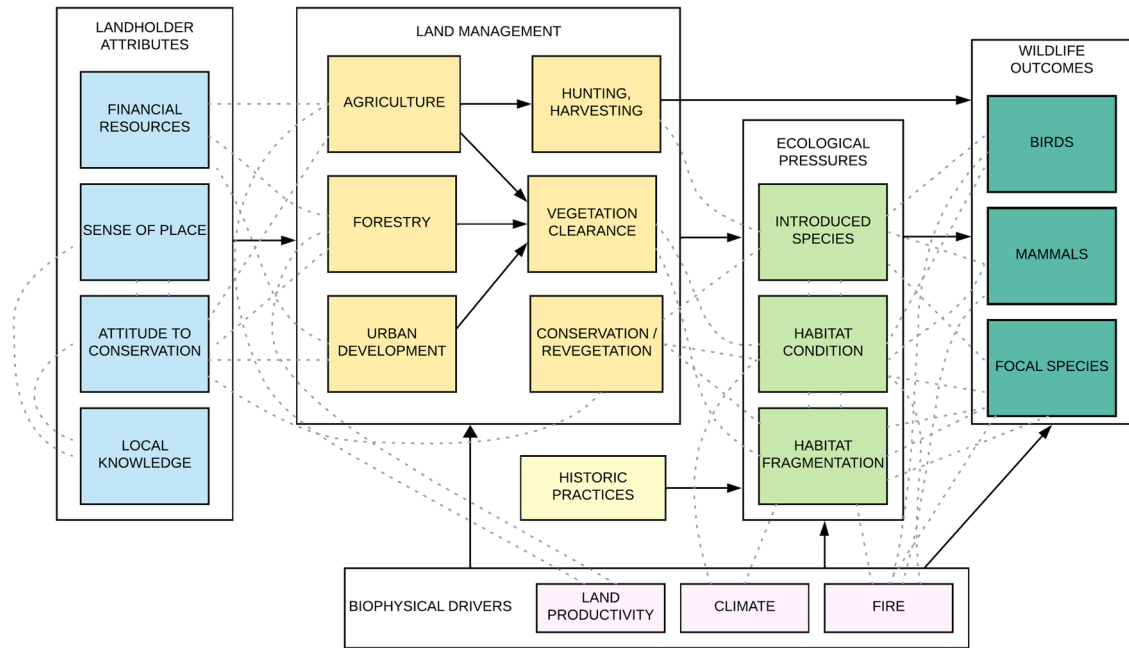 LANDHOLDER
ATTRIBUTES
FINANCIAL
RESOURCES
SENSE OF PLACE
ATTITUDE TO
CONSERVATION
LOCAL
KNOWLEDGE
LAND MANAGEMENT
AGRICULTURE
HUNTING,
HARVESTING
FORESTRY
VEGETATION
CLEARANCE
URBAN
DEVELOPMENT
CONSERVATION /
REVEGETATION
HISTORIC
PRACTICES
ECOLOGICAL
PRESSURES
INTRODUCED
SPECIES
HABITAT
CONDITION
HABITAT
FRAGMENTATION
WILDLIFE
OUTCOMES
BIRDS
MAMMALS
FOCAL SPECIES
BIOPHYSICAL DRIVERS
LAND
PRODUCTIVITY
CLIMATE
FIRE